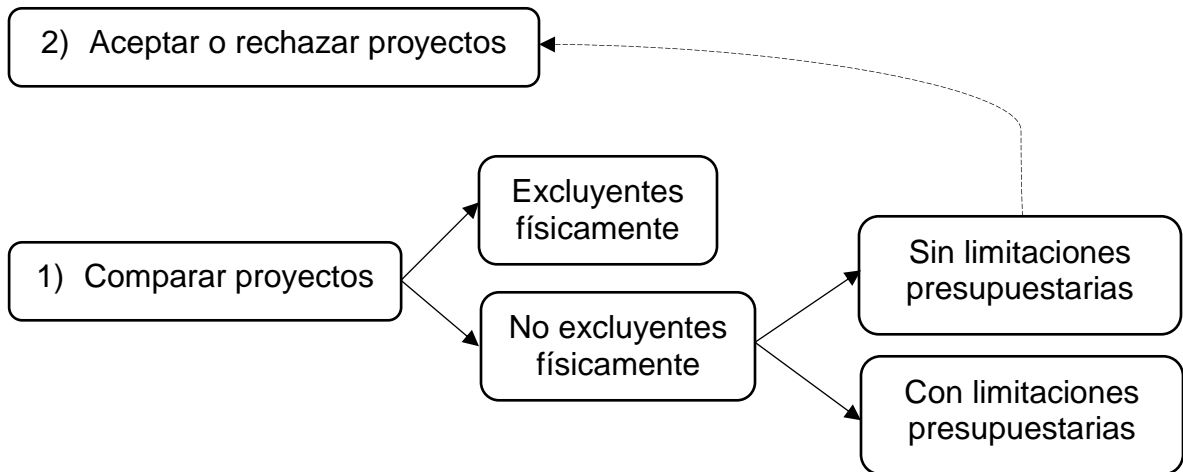 2) Aceptar o rechazar proyectos
Excluyentes
físicamente
1) Comparar proyectos
No excluyentes
físicamente
Sin limitaciones
presupuestarias
Con limitaciones
presupuestarias